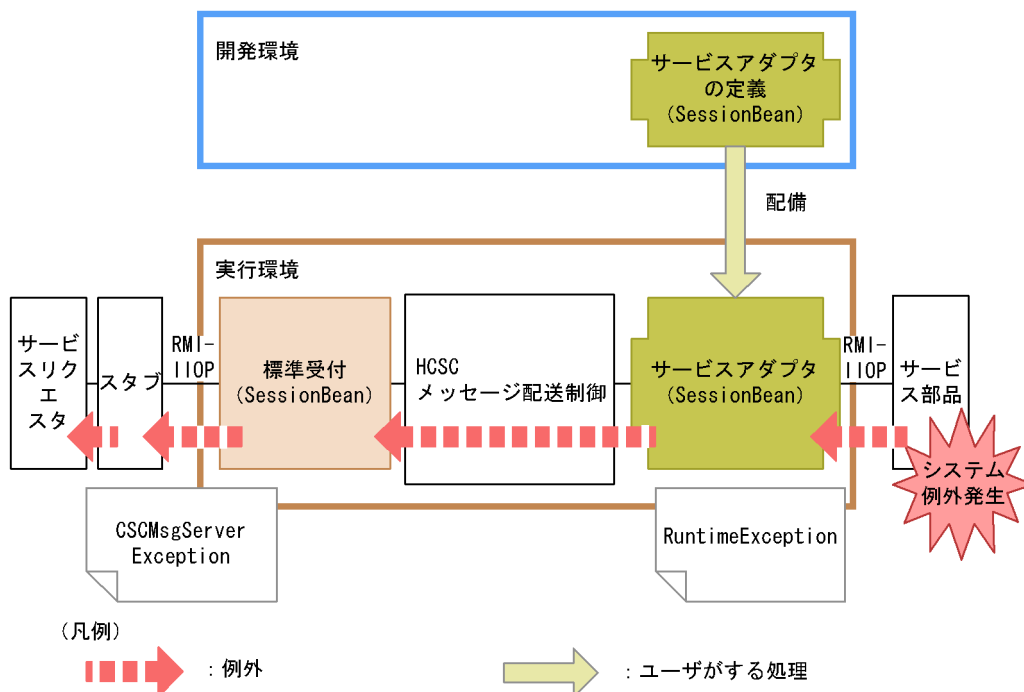 開発環境
サービスアダプタ
の定義
(SessionBean)
配備
実行環境
サービ
スリク
エ
スタ
スタブ
RMI-
IIOP
標準受付
(SessionBean)
HCSC
メッセージ配送制御
サービスアダプタ
(SessionBean)
RMI-
IIOP
サービ
ス部品
システム
例外発生
CSCMsgServer
Exception
RuntimeException
(凡例)
:例外
:ユーザがする処理